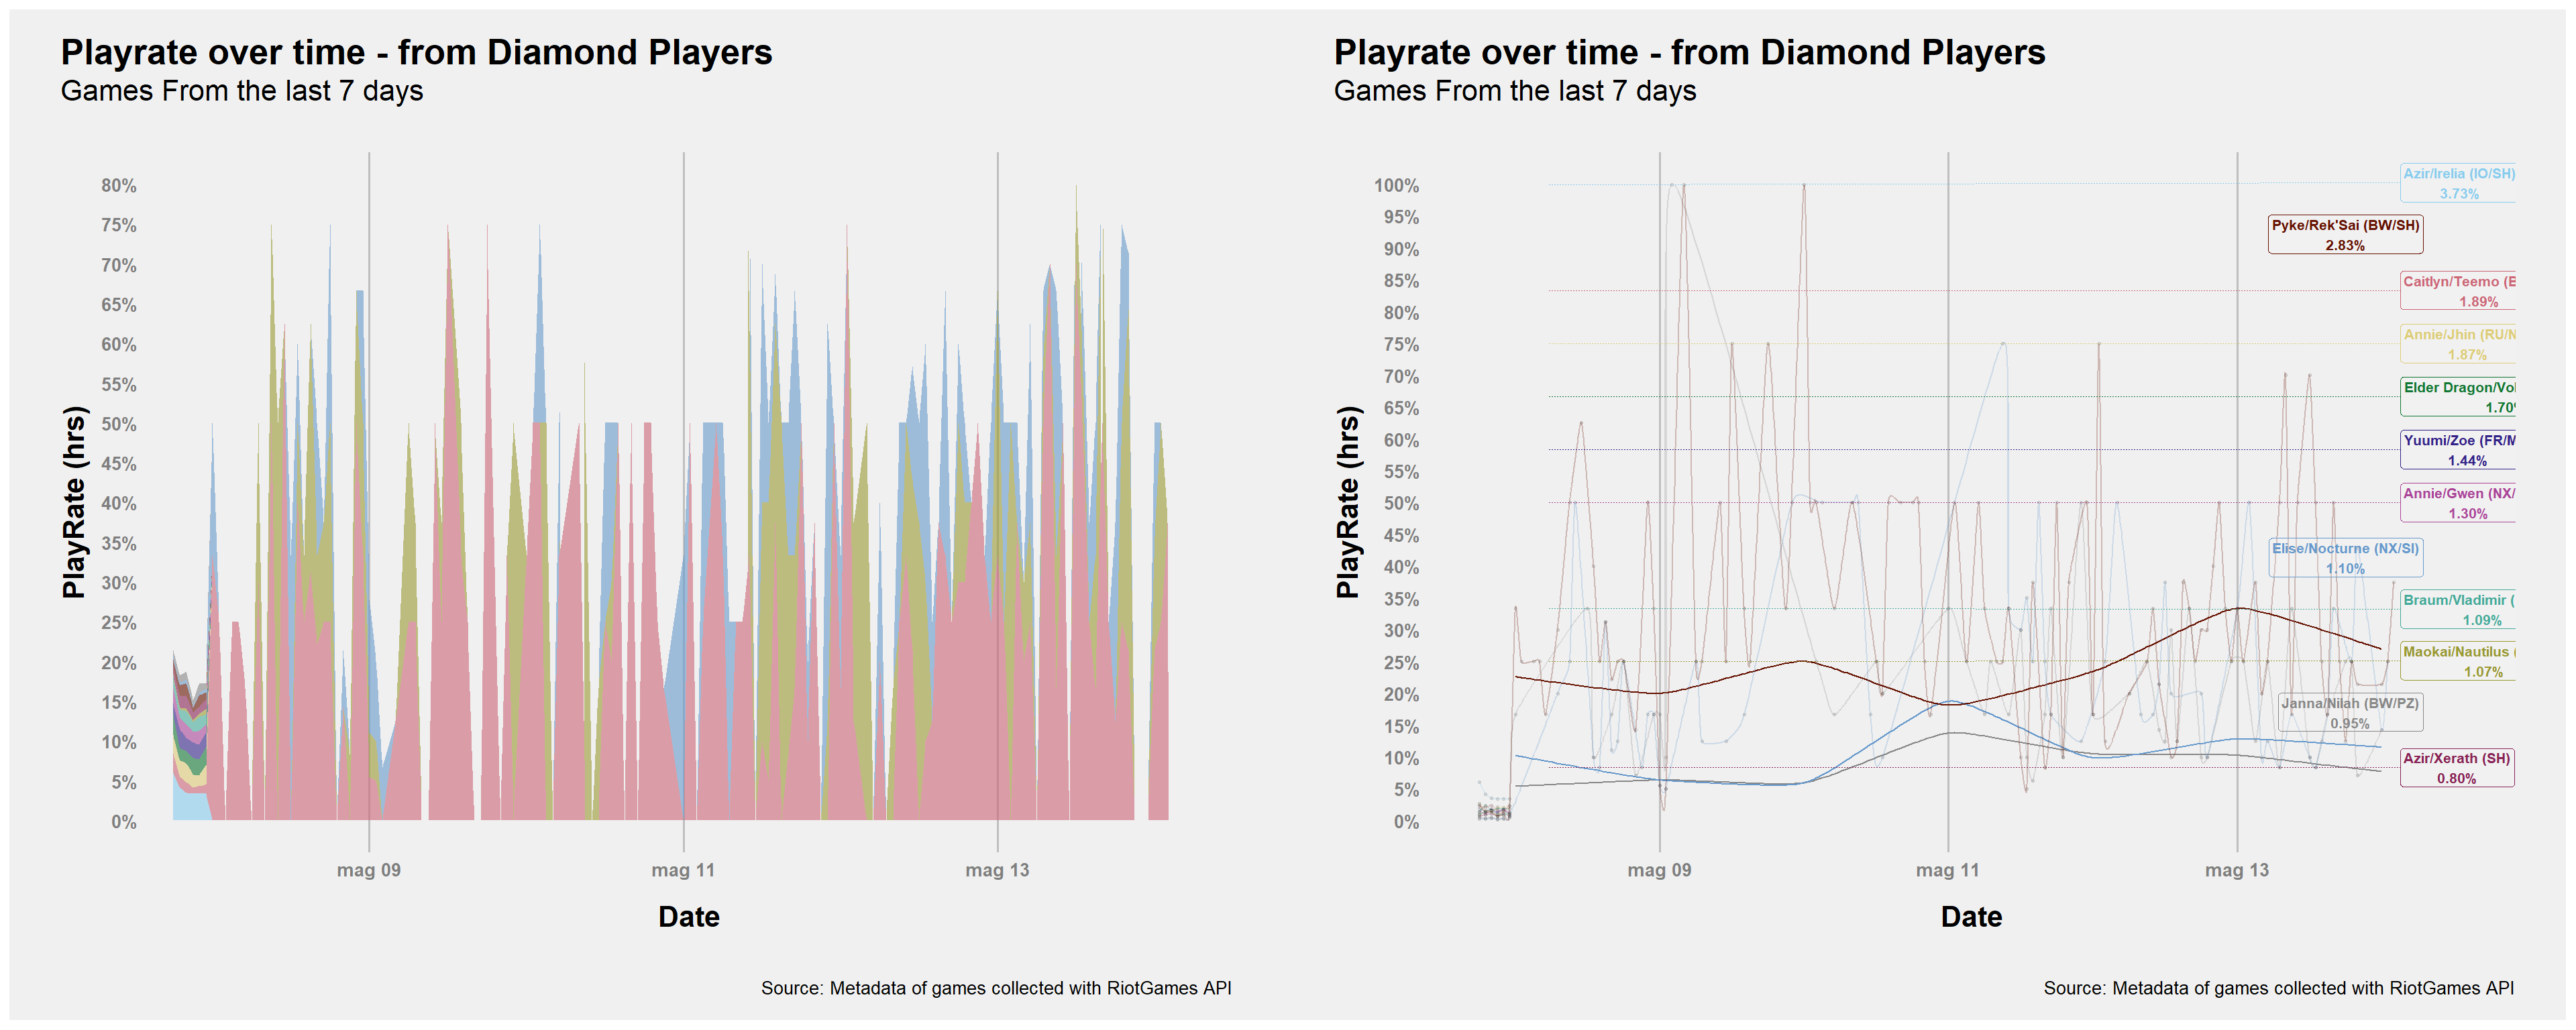 Playrate over time - from Diamond Players
Games From the last 7 days
PlayRate (hrs)
80%
75%
70%
65%
60%
55%
50%
45%
40%
35%
30%
25%
20%
15%
10%
5%
0%
mag 09
mag 11
mag 13
Date
Source: Metadata of games collected with RiotGames API
Playrate over time - from Diamond Players
Games From the last 7 days
PlayRate (hrs)
100%
95%
90%
85%
80%
75%
70%
65%
60%
55%
50%
45%
40%
35%
30%
25%
20%
15%
10%
5%
0%
Azir/Irelia (IO/SH)
3.73%
Pyke/Rek'Sai (BW/SH)
2.83%
Caitlyn/Teemo (
1.89%
Annie/Jhin (RU/
1.87%
Elder Dragon/
1.70
Yuumi/Zoe (FR/
1.44%
Annie/Gwen (NX/
1.30%
Elise/Nocturne (NX/SI)
1.10%
Braum/Vladimir (
1.09%
Maokai/Nautilus (
1.07%
Janna/Nilah (BW/PZ)
0.95%
Azir/Xerath (SH)
0.80%
mag 09
mag 11
mag 13
Date
Source: Metadata of games collected with RiotGames API